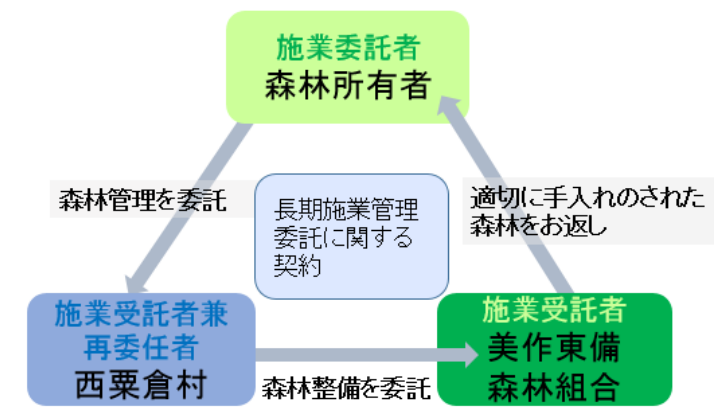 施業委託者
森林所有者
森林管理を委託
長期施業管理
委託に関する
契約
適切に手入れのされた
森林をお返し
施業受託者兼
再委任者
西粟倉村
森林整備を委託
施業受託者
美作東備
森林組合